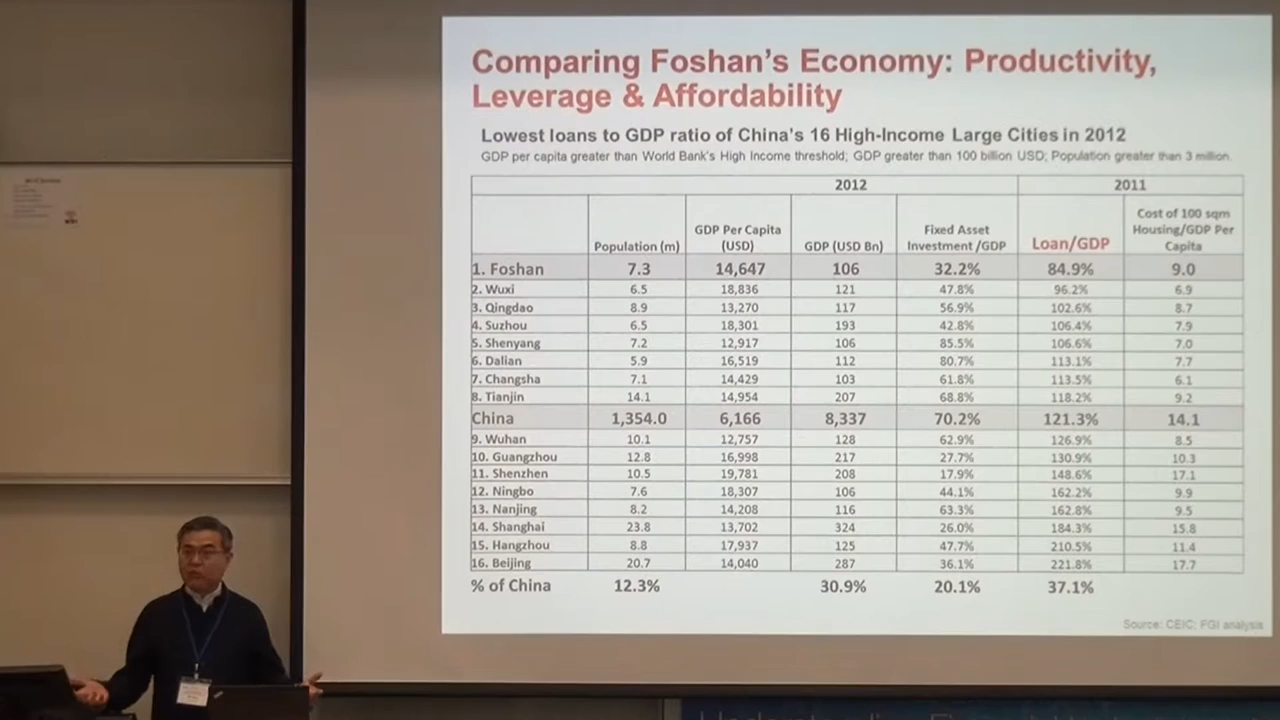 Comparing Foshan's Economy: Productivity,
Leverage & Affordability
Lowest loans to GDP ratio of China's 16 High-Income Large Cities in 2012
GDP per capita greater than World Bank's High Income threshold; GDP greater than 100 billion USD; Population greater than 3 million.
2012 2011
Population (m) GDP Per Capita (USD) GDP (USD Bn) Fixed Asset Investment /GDP Loan/GDP Cost of 100 sqm Housing/GDP Per Capita
1. Foshan 7.3 14,647 106 32.2% 84.9% 9.0
2. Wuxi 6.5 18,836 121 47.8% 96.2% 6.9
3. Qingdao 8.9 13,270 117 56.9% 102.6% 8.7
4. Suzhou 6.5 18,301 193 42.8% 106.4% 7.9
5. Shenyang 7.2 12,917 106 85.5% 106.6% 7.0
6. Dalian 5.9 16,519 112 80.7% 113.1% 7.7
7. Changsha 7.1 14,429 103 61.8% 113.5% 6.1
8. Tianjin 14.1 14,954 207 68.8% 118.2% 9.2
China 1,354.0 6,166 8,337 70.2% 121.3% 14.1
9. Wuhan 10.1 12,757 128 62.9% 126.9% 8.5
10. Guangzhou 12.8 16,998 217 27.7% 130.9% 10.3
11. Shenzhen 10.5 19,781 208 17.9% 148.6% 17.1
12. Ningbo 7.6 18,307 106 44.1% 162.2% 9.9
13. Nanjing 8.2 14,208 116 63.3% 162.8% 9.5
14. Shanghai 23.8 13,702 324 26.0% 184.3% 15.8
15. Hangzhou 8.8 17,937 125 47.7% 210.5% 11.4
16. Beijing 20.7 14,040 287 36.1% 221.8% 17.7
% of China 12.3% 30.9% 20.1% 37.1%
Source: CEIC; FGI analysis